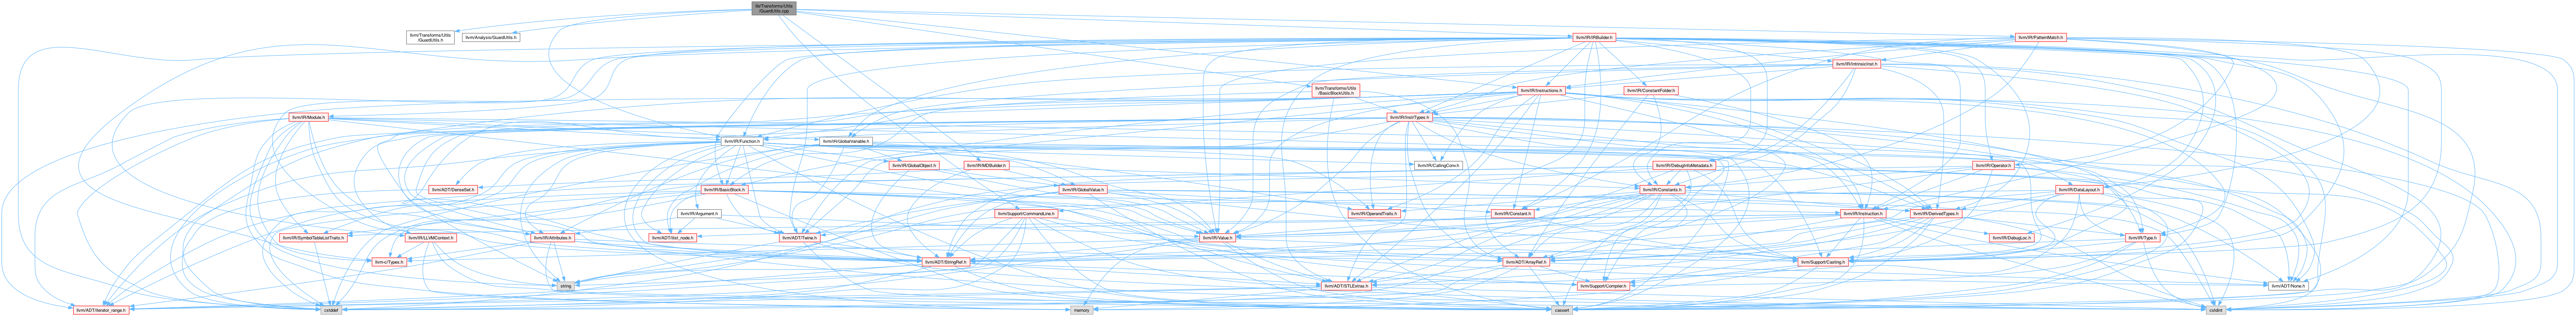 lib/Transforms/Utils
/GuardUtils.cpp
llvm/Transforms/Utils
/GuardUtils.h
llvm/Analysis/GuardUtils.h
llvm/IR/IRBuilder.h
llvm/IR/PatternMatch.h
llvm/IR/IntrinsicInst.h
llvm/Transforms/Utils
/BasicBlockUtils.h
llvm/IR/Instructions.h
llvm/IR/ConstantFolder.h
llvm/IR/Module.h
llvm/IR/InstrTypes.h
llvm/IR/Function.h
llvm/IR/GlobalVariable.h
llvm/IR/GlobalObject.h
llvm/IR/MDBuilder.h
llvm/IR/CallingConv.h
llvm/IR/DebugInfoMetadata.h
llvm/IR/Operator.h
llvm/ADT/DenseSet.h
llvm/IR/BasicBlock.h
llvm/IR/GlobalValue.h
llvm/IR/Constants.h
llvm/IR/DataLayout.h
llvm/IR/Argument.h
llvm/Support/CommandLine.h
llvm/IR/OperandTraits.h
llvm/IR/Constant.h
llvm/IR/Instruction.h
llvm/IR/DerivedTypes.h
llvm/IR/SymbolTableListTraits.h
llvm/IR/LLVMContext.h
llvm/IR/Attributes.h
llvm/ADT/ilist_node.h
llvm/ADT/Twine.h
llvm/IR/Value.h
llvm/IR/DebugLoc.h
llvm/IR/Type.h
llvm-c/Types.h
llvm/ADT/StringRef.h
llvm/ADT/ArrayRef.h
llvm/Support/Casting.h
string
llvm/ADT/STLExtras.h
llvm/Support/Compiler.h
llvm/ADT/None.h
llvm/ADT/iterator_range.h
cstddef
memory
cassert
cstdint